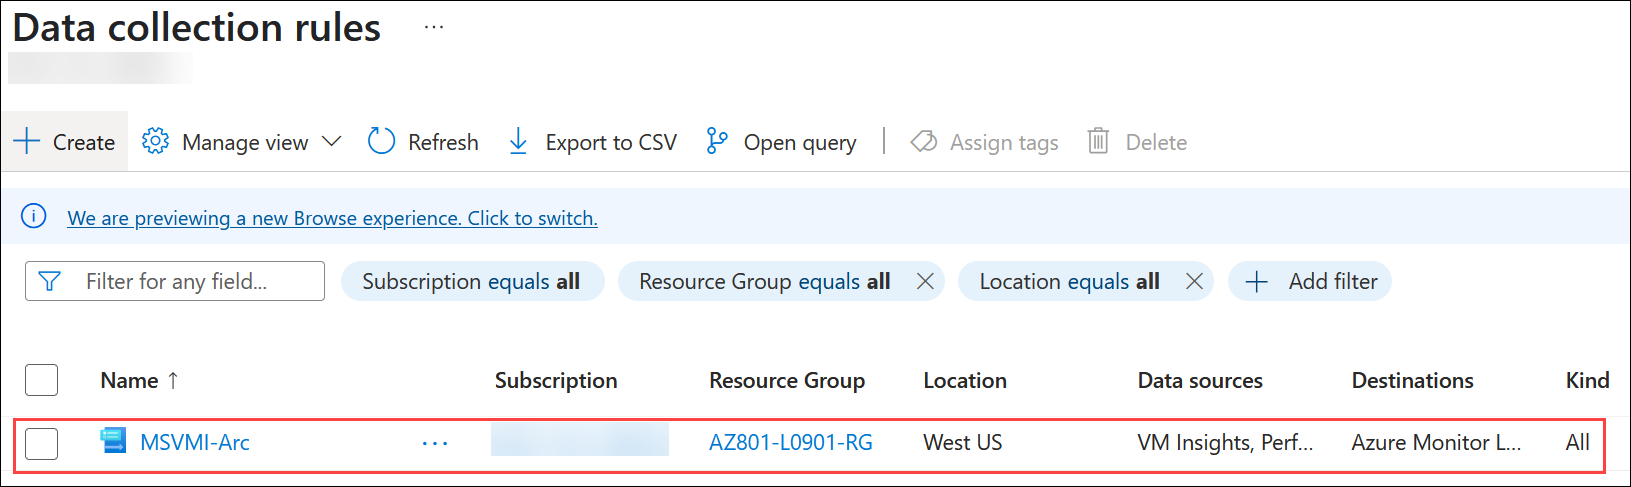 Data collection rules ...
Create Manage view Refresh Export to CSV Open query Assign tags Delete
We are previewing a new Browse experience. Click to switch.
Filter for any field... Subscription equals all Resource Group equals all Location equals all Add filter
Name ↑ Subscription Resource Group Location Data sources Destinations Kind
MSVMI-Arc ... AZ801-L0901-RG West US VM Insights, Perf... Azure Monitor L... All